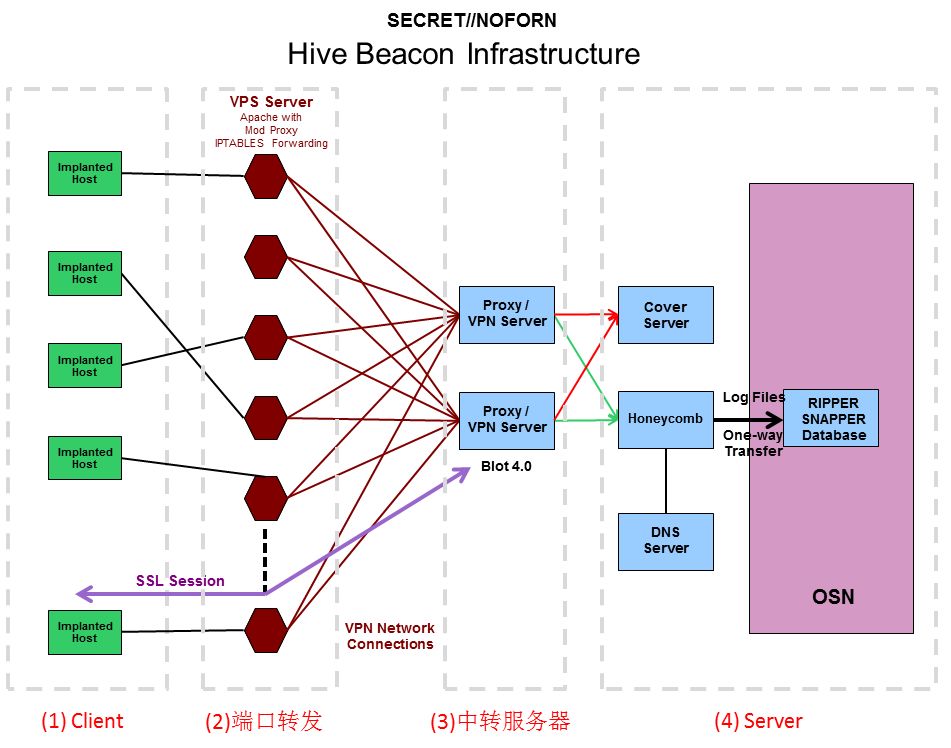 SECRET//NOFORN
Hive Beacon Infrastructure
VPS Server
Apache with
Mod Proxy
IPTABLES Forwarding
Implanted
Host
Implanted
Host
Implanted
Host
Implanted
Host
Implanted
Host
SSL Session
VPN Network
Connections
Proxy /
VPN Server
Proxy /
VPN Server
Blot 4.0
Cover
Server
Honeycomb
DNS
Server
Log Files
One-way
Transfer
RIPPER
SNAPPER
Database
OSN
(1) Client
(2)端口转发
(3)中转服务器
(4) Server